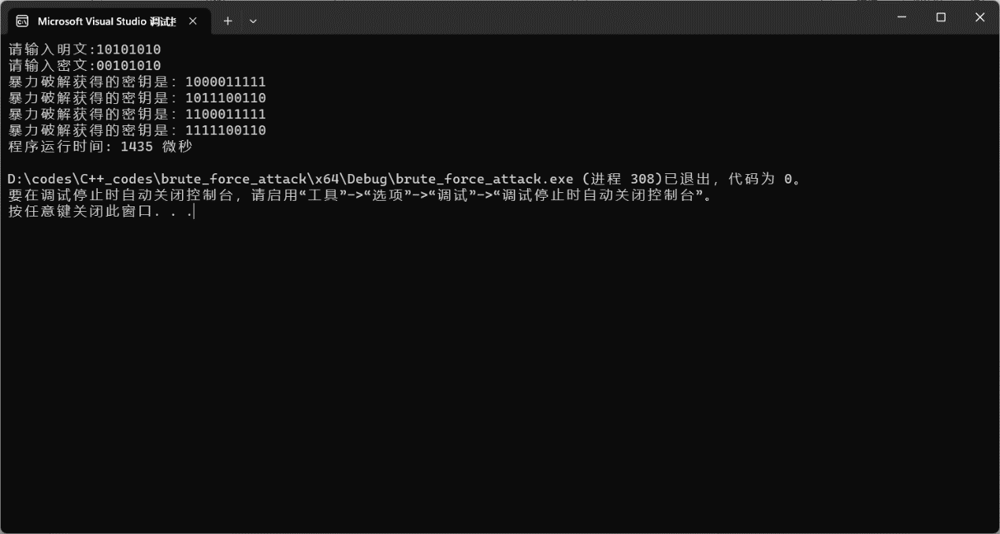 Microsoft Visual Studio 调试
请输入明文:10101010
请输入密文:00101010
暴力破解获得的密钥是: 1000011111
暴力破解获得的密钥是: 1011100110
暴力破解获得的密钥是: 1100011111
暴力破解获得的密钥是: 1111100110
程序运行时间: 1435 微秒
D:\codes\C++_codes\brute_force_attack\x64\Debug\brute_force_attack.exe (进程 308)已退出，代码为 0。
要在调试停止时自动关闭控制台，请启用“工具”->“选项”->“调试”->“调试停止时自动关闭控制台”。
按任意键关闭此窗口. . .